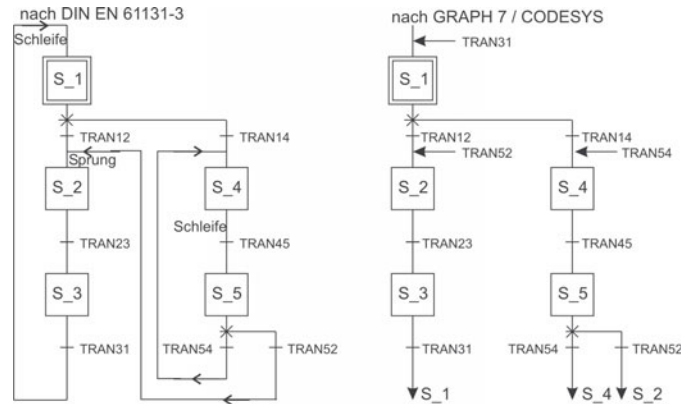 nach DIN EN 61131-3
Schleife
S_1
TRAN12
TRAN14
Sprung
S_2
S_4
Schleife
TRAN23
TRAN45
S_3
S_5
TRAN31
TRAN54
TRAN52
nach GRAPH 7 / CODESYS
TRAN31
S_1
TRAN12
TRAN14
TRAN52
TRAN54
S_2
S_4
TRAN23
TRAN45
S_3
S_5
TRAN31
TRAN54
TRAN52
S_1
S_4
S_2